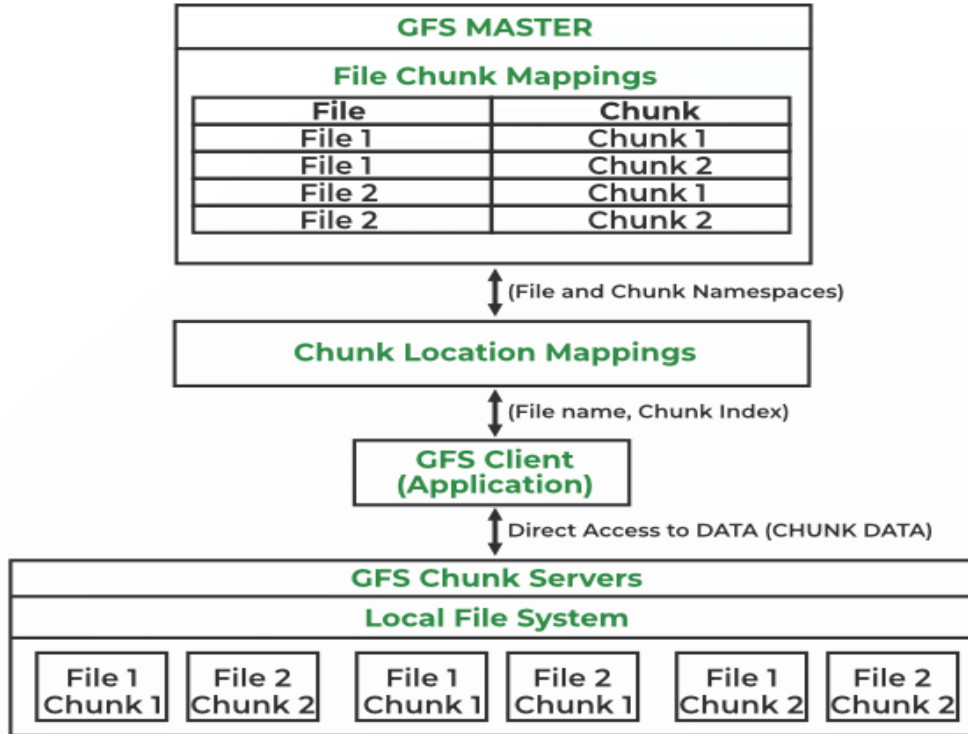 GFS MASTER
File Chunk Mappings
File Chunk
File 1 Chunk 1
File 1 Chunk 2
File 2 Chunk 1
File 2 Chunk 2
(File and Chunk Namespaces)
Chunk Location Mappings
(File name, Chunk Index)
GFS Client
(Application)
Direct Access to DATA (CHUNK DATA)
GFS Chunk Servers
Local File System
File 1
Chunk 1
File 2
Chunk 2
File 1
Chunk 1
File 2
Chunk 1
File 1
Chunk 2
File 2
Chunk 2